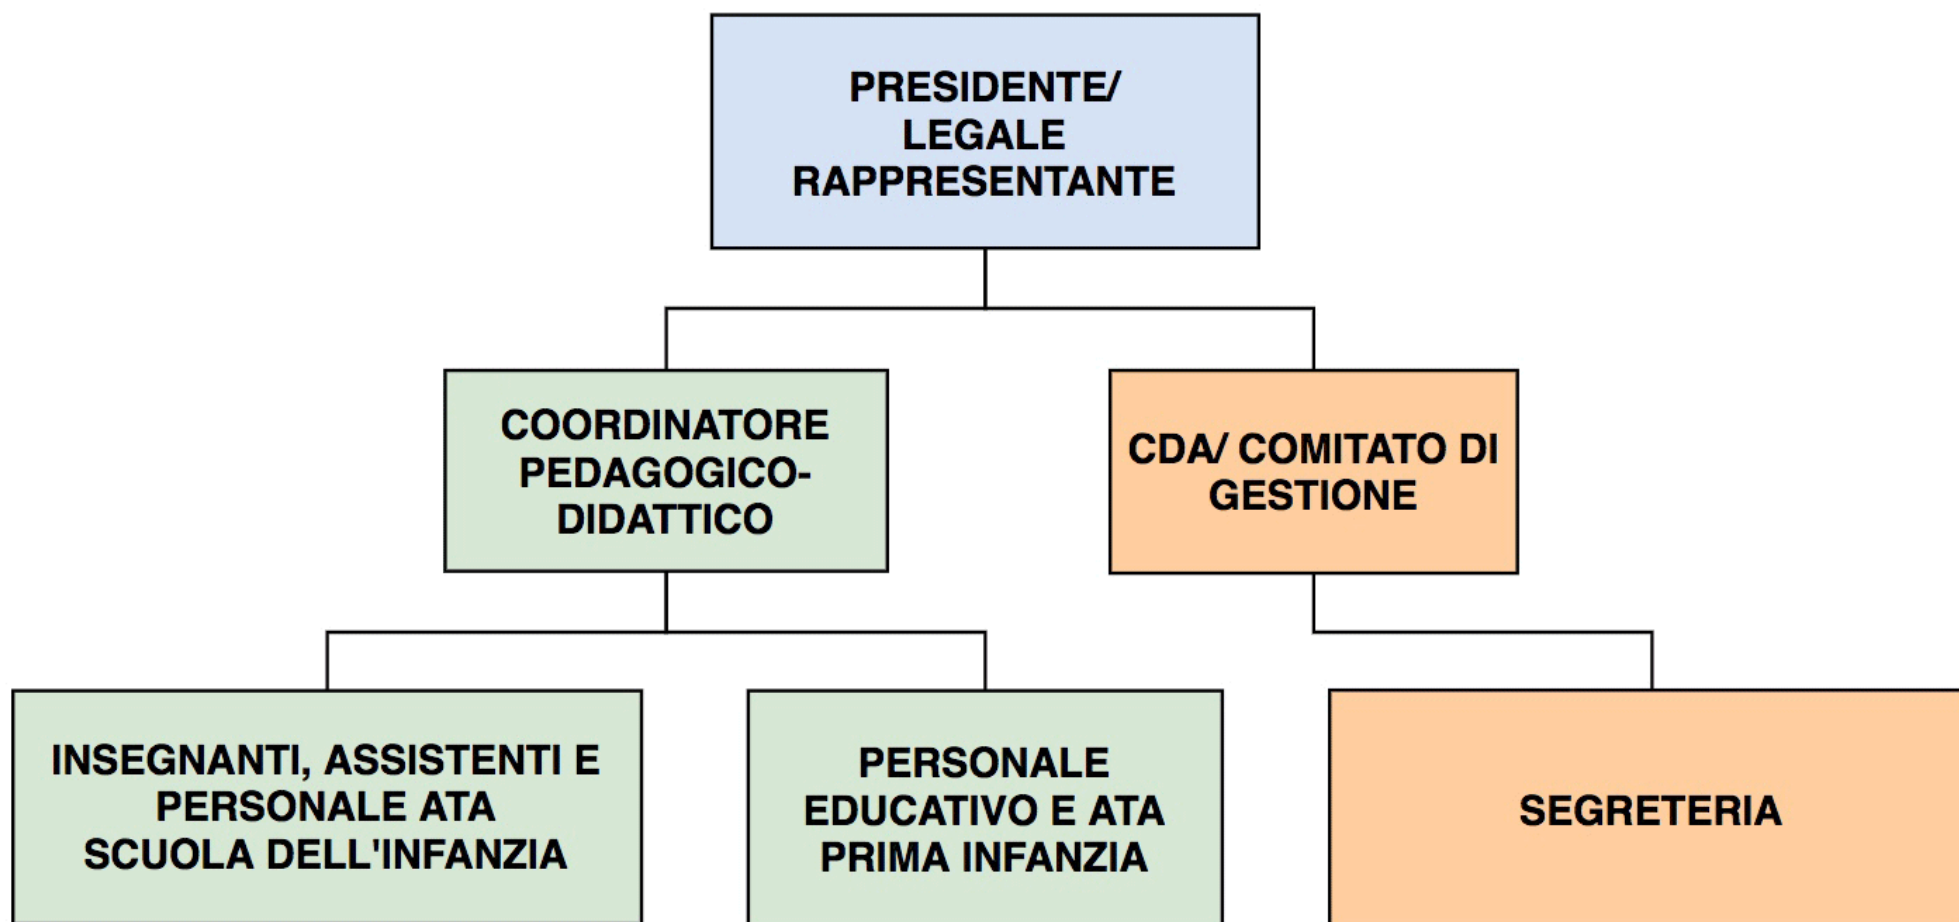 PRESIDENTE/
LEGALE
RAPPRESENTANTE
COORDINATORE
PEDAGOGICO-
DIDATTICO
CDA/ COMITATO DI
GESTIONE
INSEGNANTI, ASSISTENTI E
PERSONALE ATA
SCUOLA DELL'INFANZIA
PERSONALE
EDUCATIVO E ATA
PRIMA INFANZIA
SEGRETERIA